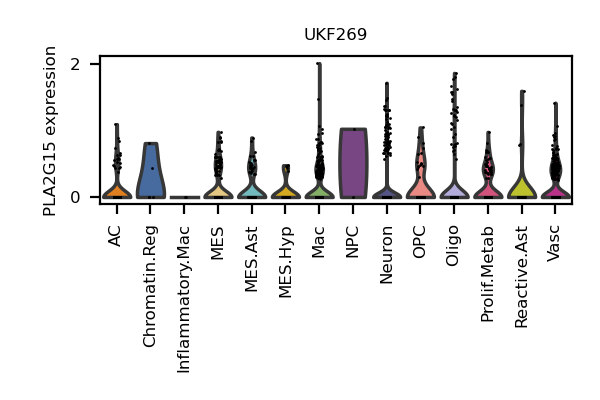 UKF269
PLA2G15 expression
2
0
AC
Chromatin.Reg
Inflammatory.Mac
MES
MES.Ast
MES.Hyp
Mac
NPC
Neuron
OPC
Oligo
Prolif.Metab
Reactive.Ast
Vasc